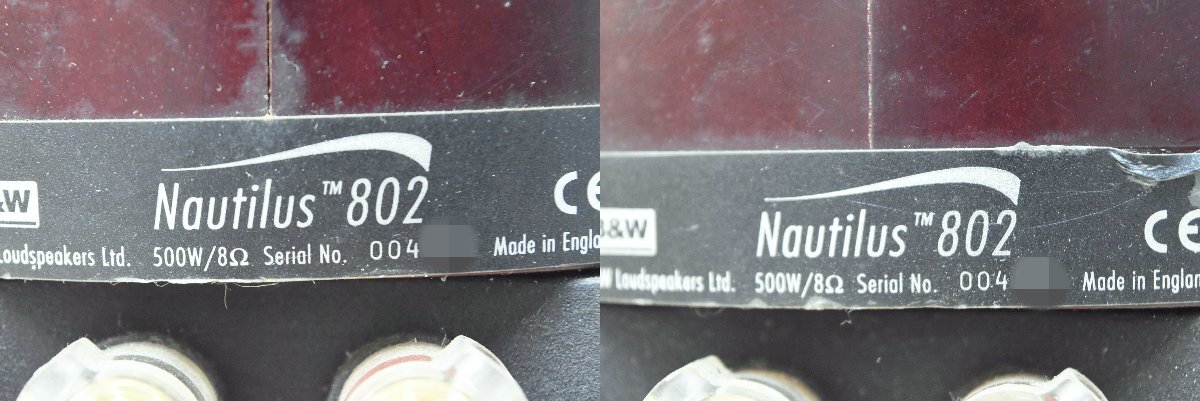 Nautilus™ 802
CE
&W
Loudspeakers Ltd. 500W/8Ω Serial No. 004 Made in Engla
Nautilus™ 802
CE
B&W
W Loudspeakers Ltd. 500W/8Ω Serial No. 004 Made in Englan